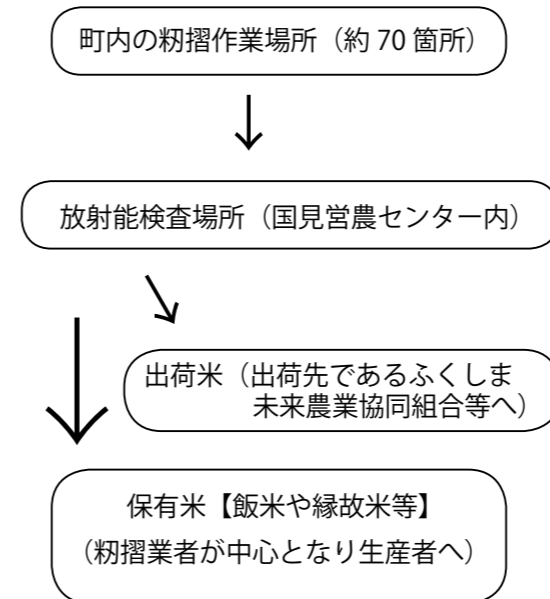 町内の籾摺作業場所（約 70 箇所）
放射能検査場所（国見営農センター内）
出荷米（出荷先であるふくしま
未来農業協同組合等へ）
保有米【飯米や縁故米等】
（籾摺業者が中心となり生産者へ）